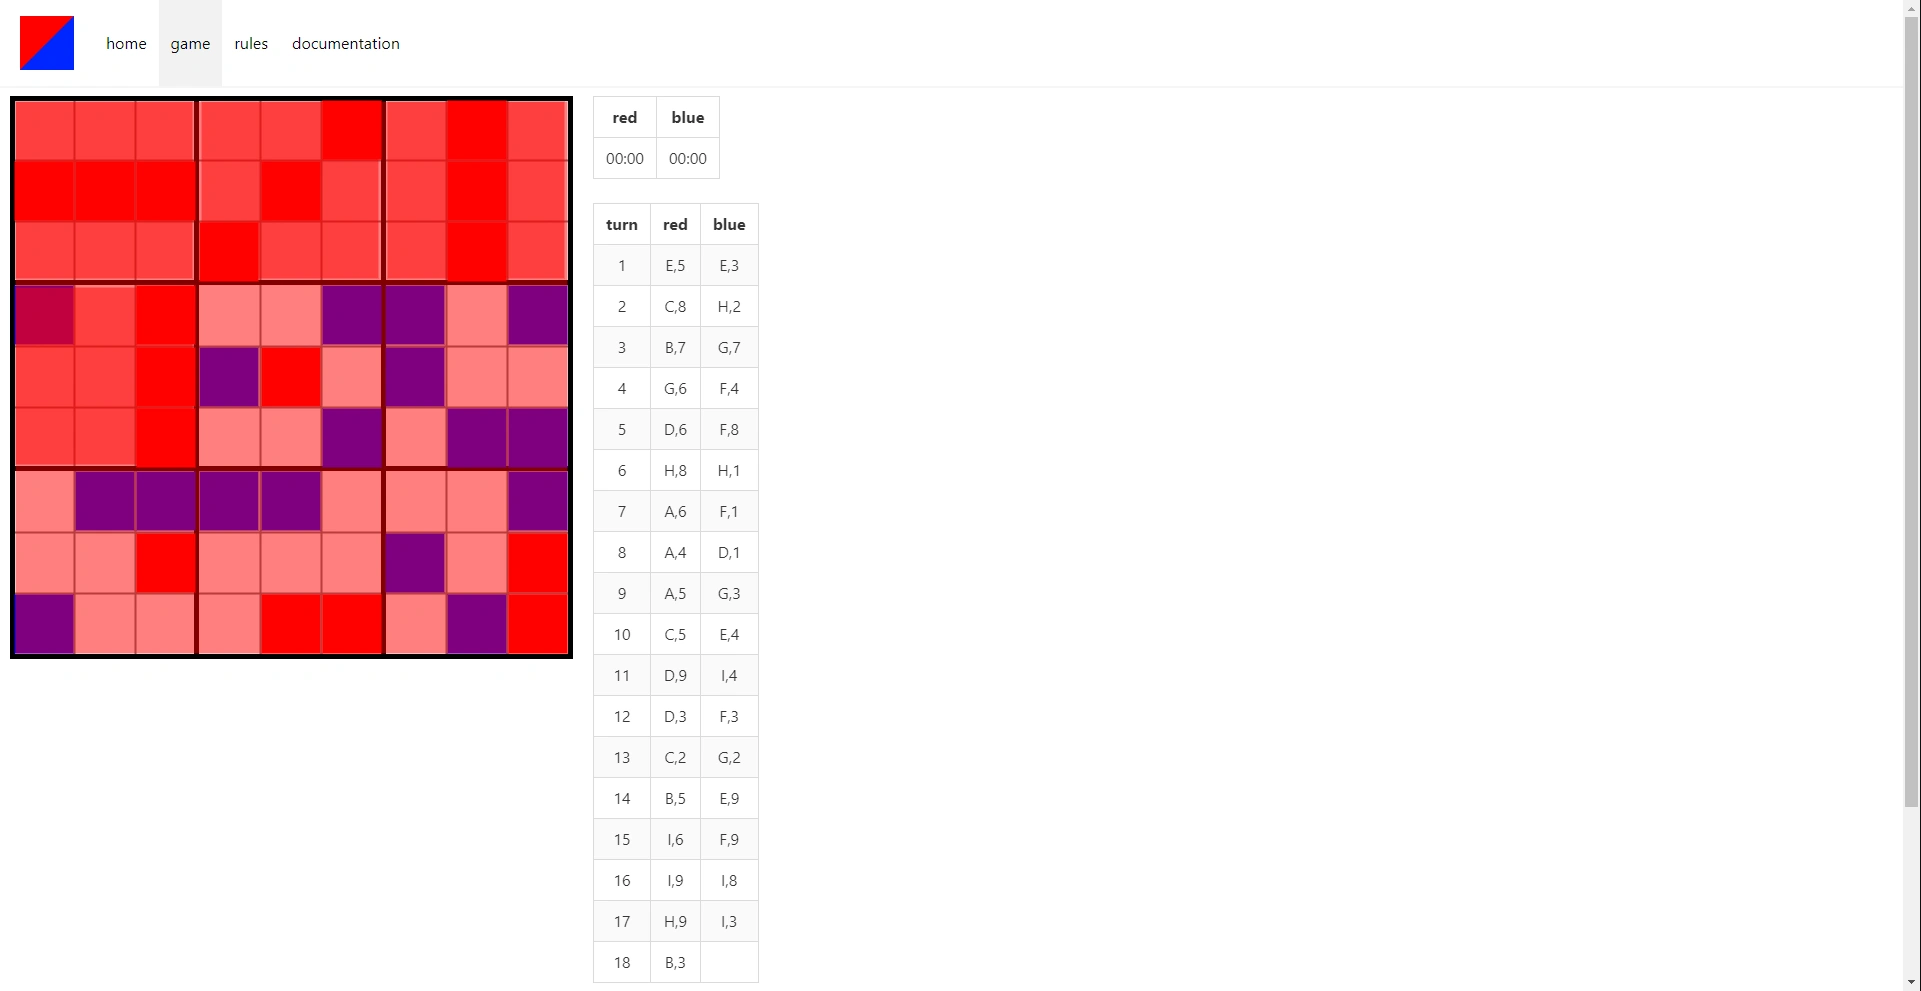 home game rules documentation
red blue
00:00 00:00
turn red blue
1 E,5 E,3
2 C,8 H,2
3 B,7 G,7
4 G,6 F,4
5 D,6 F,8
6 H,8 H,1
7 A,6 F,1
8 A,4 D,1
9 A,5 G,3
10 C,5 E,4
11 D,9 I,4
12 D,3 F,3
13 C,2 G,2
14 B,5 E,9
15 I,6 F,9
16 I,9 I,8
17 H,9 I,3
18 B,3